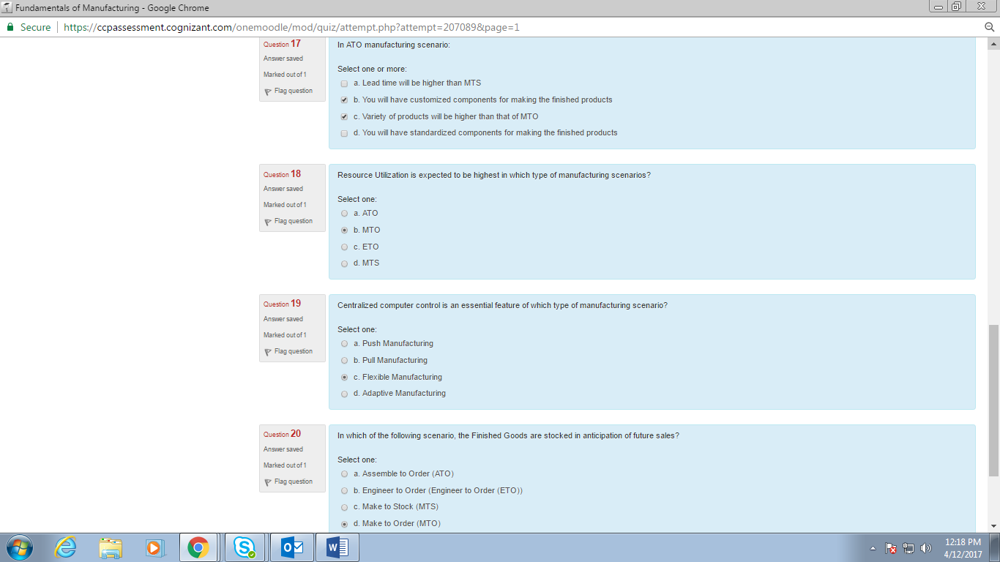 Fundamentals of Manufacturing - Google Chrome
Secure https://ccpassessment.cognizant.com/onemoodle/mod/quiz/attempt.php?attempt=207089&page=1
Question 17
Answer saved
Marked out of 1
Flag question
In ATO manufacturing scenario:
Select one or more:
a. Lead time will be higher than MTS
b. You will have customized components for making the finished products
c. Variety of products will be higher than that of MTO
d. You will have standardized components for making the finished products
Question 18
Answer saved
Marked out of 1
Flag question
Resource Utilization is expected to be highest in which type of manufacturing scenarios?
Select one:
a. ATO
b. MTO
c. ETO
d. MTS
Question 19
Answer saved
Marked out of 1
Flag question
Centralized computer control is an essential feature of which type of manufacturing scenario?
Select one:
a. Push Manufacturing
b. Pull Manufacturing
c. Flexible Manufacturing
d. Adaptive Manufacturing
Question 20
Answer saved
Marked out of 1
Flag question
In which of the following scenario, the Finished Goods are stocked in anticipation of future sales?
Select one:
a. Assemble to Order (ATO)
b. Engineer to Order (Engineer to Order (ETO))
c. Make to Stock (MTS)
d. Make to Order (MTO)
12:18 PM
4/12/2017